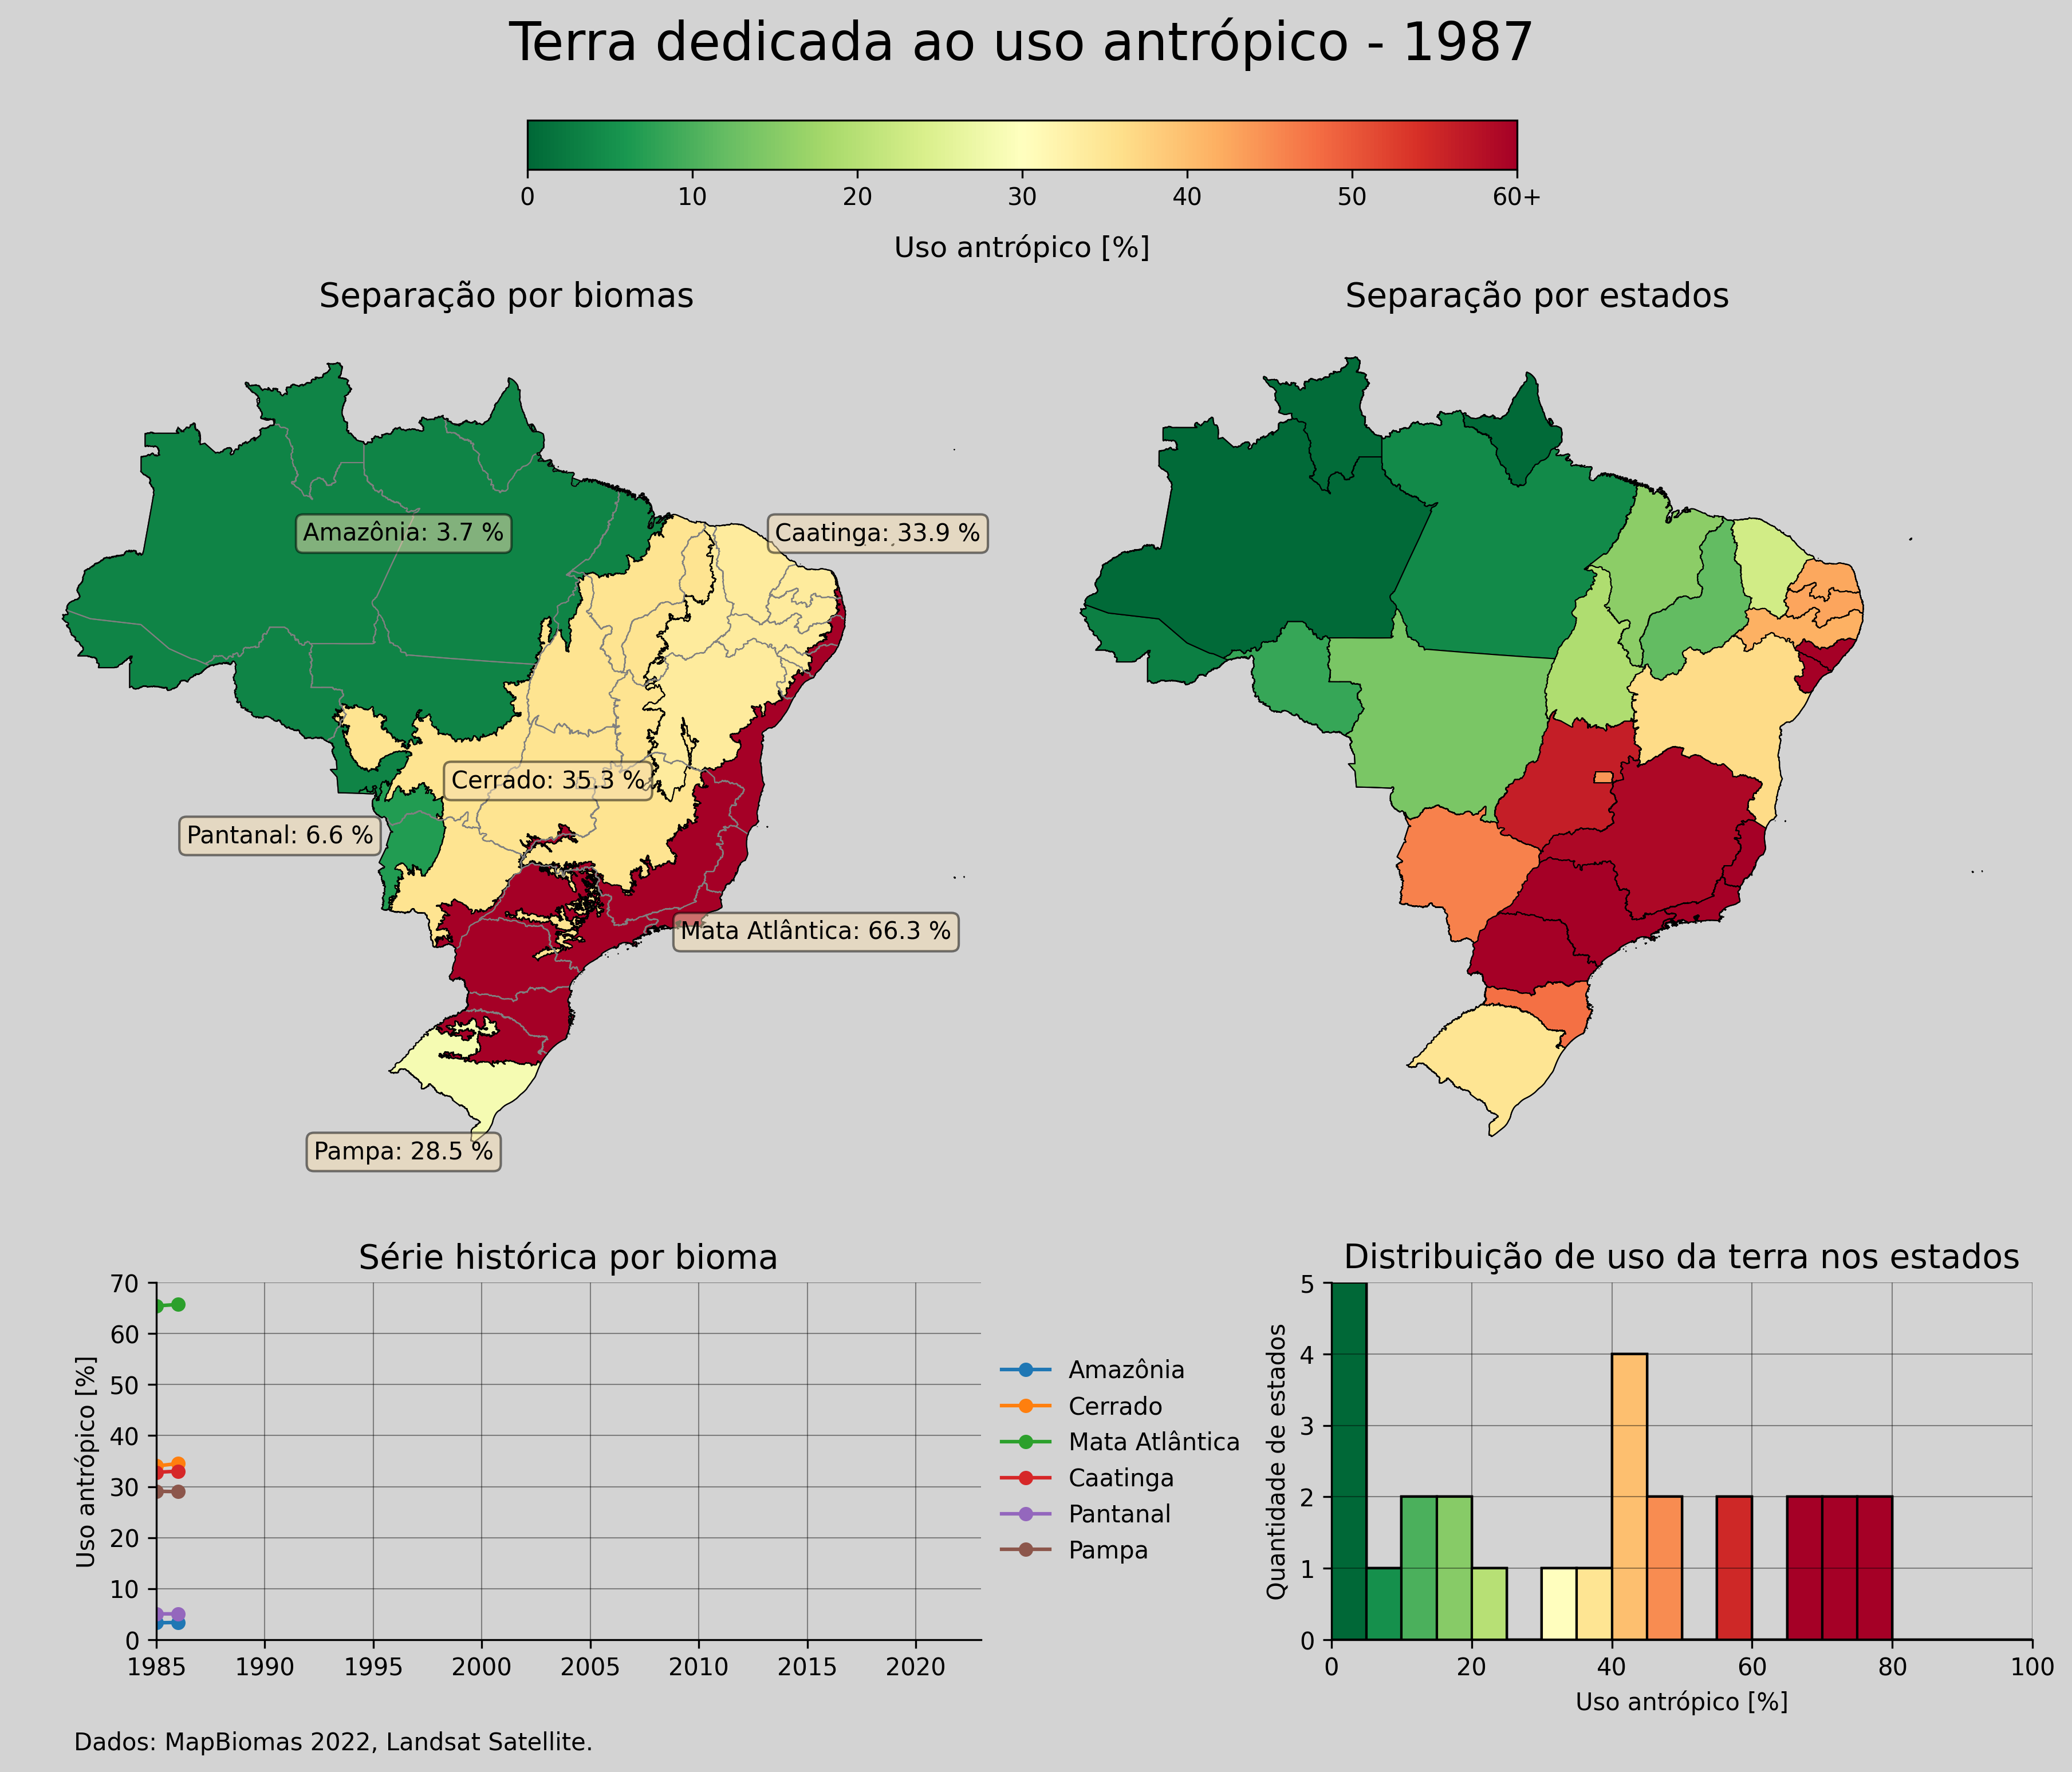 Terra dedicada ao uso antrópico - 1987
0 10 20 30 40 50 60+
Uso antrópico [%]
Separação por biomas
Separação por estados
Amazônia: 3.7 %
Caatinga: 33.9 %
Cerrado: 35.3 %
Pantanal: 6.6 %
Mata Atlântica: 66.3 %
Pampa: 28.5 %
Série histórica por bioma
70
60
50
40
30
20
10
0
Uso antrópico [%]
1985 1990 1995 2000 2005 2010 2015 2020
Amazônia
Cerrado
Mata Atlântica
Caatinga
Pantanal
Pampa
Distribuição de uso da terra nos estados
5
4
3
2
1
0
Quantidade de estados
0 20 40 60 80 100
Uso antrópico [%]
Dados: MapBiomas 2022, Landsat Satellite.